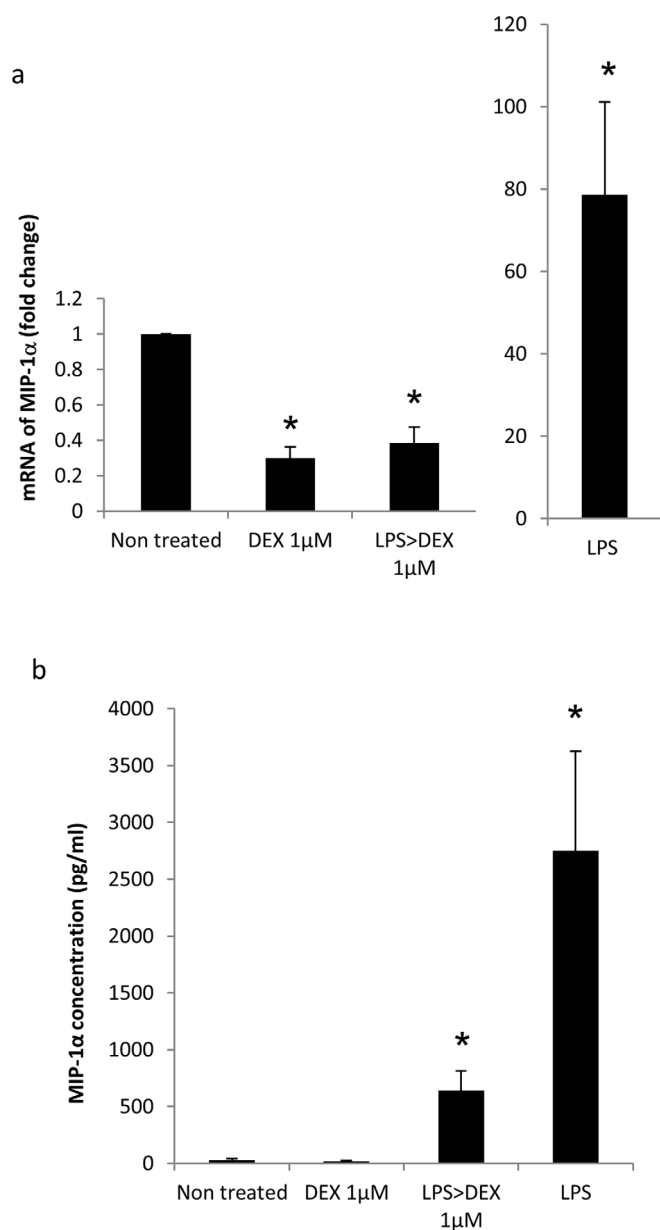 a
mRNA of MIP-1α (fold change)
1.2
1
0.8
0.6
0.4
0.2
0
*
*
Non treated
DEX 1µM
LPS>DEX
1µM
120
100
80
60
40
20
0
*
LPS
b
MIP-1α concentration (pg/ml)
4000
3500
3000
2500
2000
1500
1000
500
0
*
*
Non treated
DEX 1µM
LPS>DEX
1µM
LPS